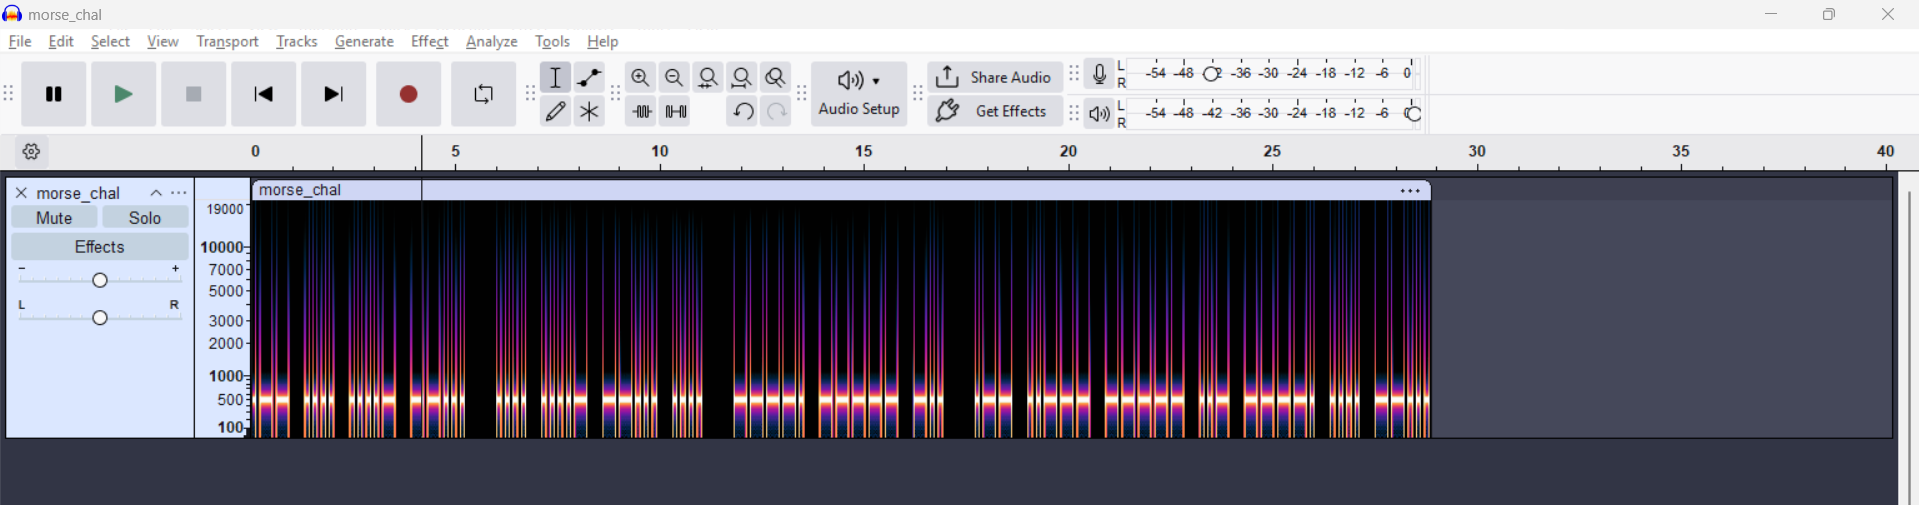 morse_chal
File Edit Select View Transport Tracks Generate Effect Analyze Tools Help
Audio Setup
Share Audio
Get Effects
L R -54 -48 -36 -30 -24 -18 -12 -6 0
L R -54 -48 -42 -36 -30 -24 -18 -12 -6
0 5 10 15 20 25 30 35 40
morse_chal
Mute Solo
Effects
- +
L R
19000
10000
7000
5000
3000
2000
1000
500
100
morse_chal